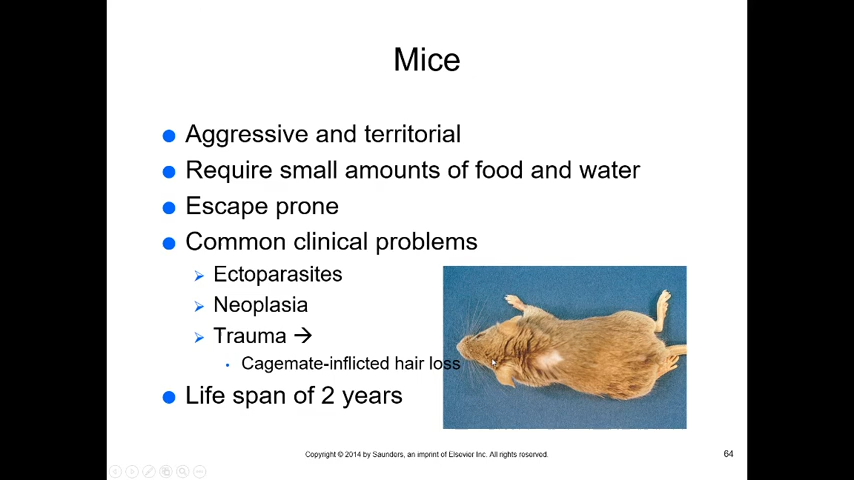 Mice
Aggressive and territorial
Require small amounts of food and water
Escape prone
Common clinical problems
Ectoparasites
Neoplasia
Trauma →
Cagemate-inflicted hair loss
Life span of 2 years
Copyright © 2014 by Saunders, an imprint of Elsevier Inc. All rights reserved.
64